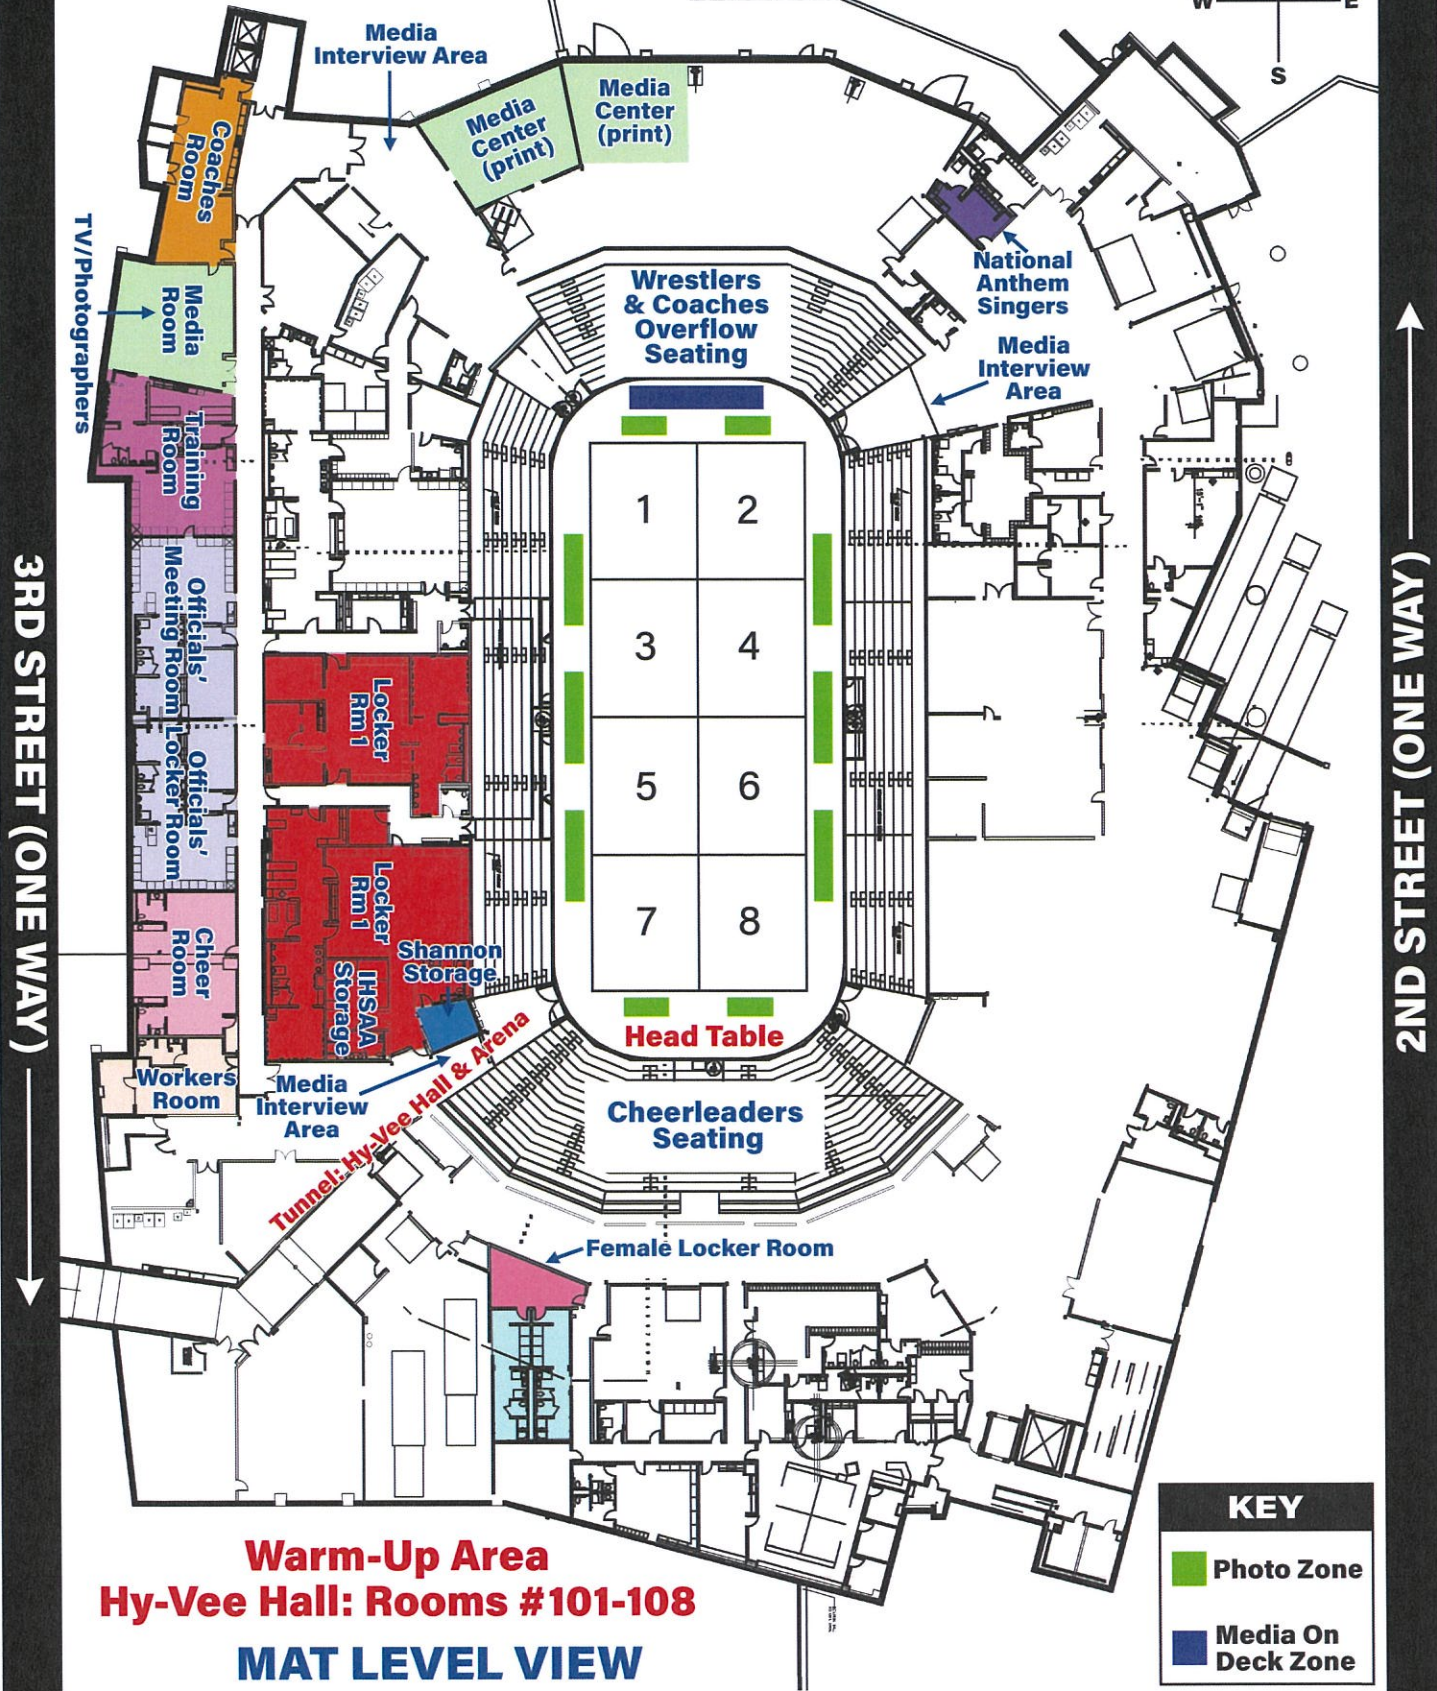 W E
S
Media
Interview Area
Media
Center
(print)
Media
Center
(print)
Coaches
Room
TV/Photographers
Media
Room
National
Anthem
Singers
Wrestlers
& Coaches
Overflow
Seating
Media
Interview
Area
Training
Room
1
2
3
4
5
6
7
8
Officials'
Meeting Room
Officials'
Locker Room
Locker
Rm 1
Locker
Rm 1
Shannon
Storage
IHSAA
Storage
Cheer
Room
Workers
Room
Media
Interview
Area
Tunnel: Hy-Vee Hall & Arena
Head Table
Cheerleaders
Seating
Female Locker Room
3RD STREET (ONE WAY)
2ND STREET (ONE WAY)
Warm-Up Area
Hy-Vee Hall: Rooms #101-108
MAT LEVEL VIEW
KEY
Photo Zone
Media On
Deck Zone